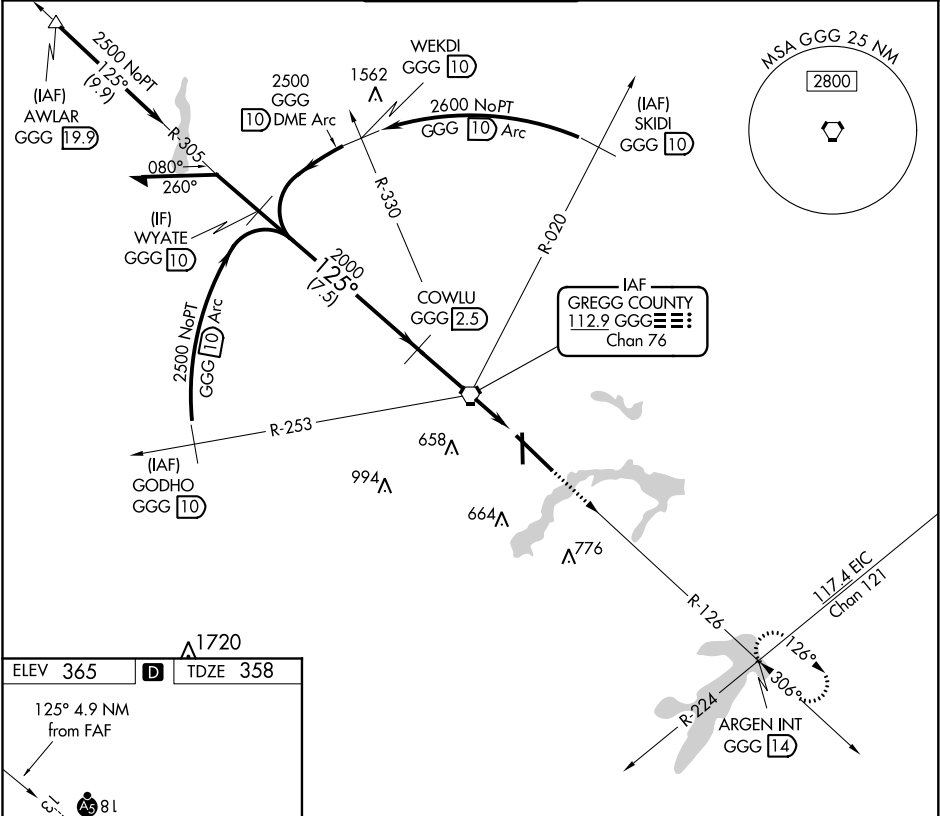 2500 NoPT
125°
(9.9)
(IAF)
AWLAR
GGG 19.9
R-305
080°
260°
(IF)
WYATE
GGG 10
2500
GGG
10 DME Arc
1562
WEKDI
GGG 10
2600 NoPT
GGG 10 Arc
(IAF)
SKIDI
GGG 10
MSA GGG 25 NM
2800
R-330
R-020
2000
125°
(7.5)
COWLU
GGG 2.5
IAF
GREGG COUNTY
112.9 GGG
Chan 76
2500 NoPT
GGG 10 Arc
R-253
(IAF)
GODHO
GGG 10
658
994
664
776
117.4 EIC
Chan 121
R-126
126°
306°
R-224
ARGEN INT
GGG 14
1720
ELEV 365
D
TDZE 358
125° 4.9 NM
from FAF
13
A5
18L